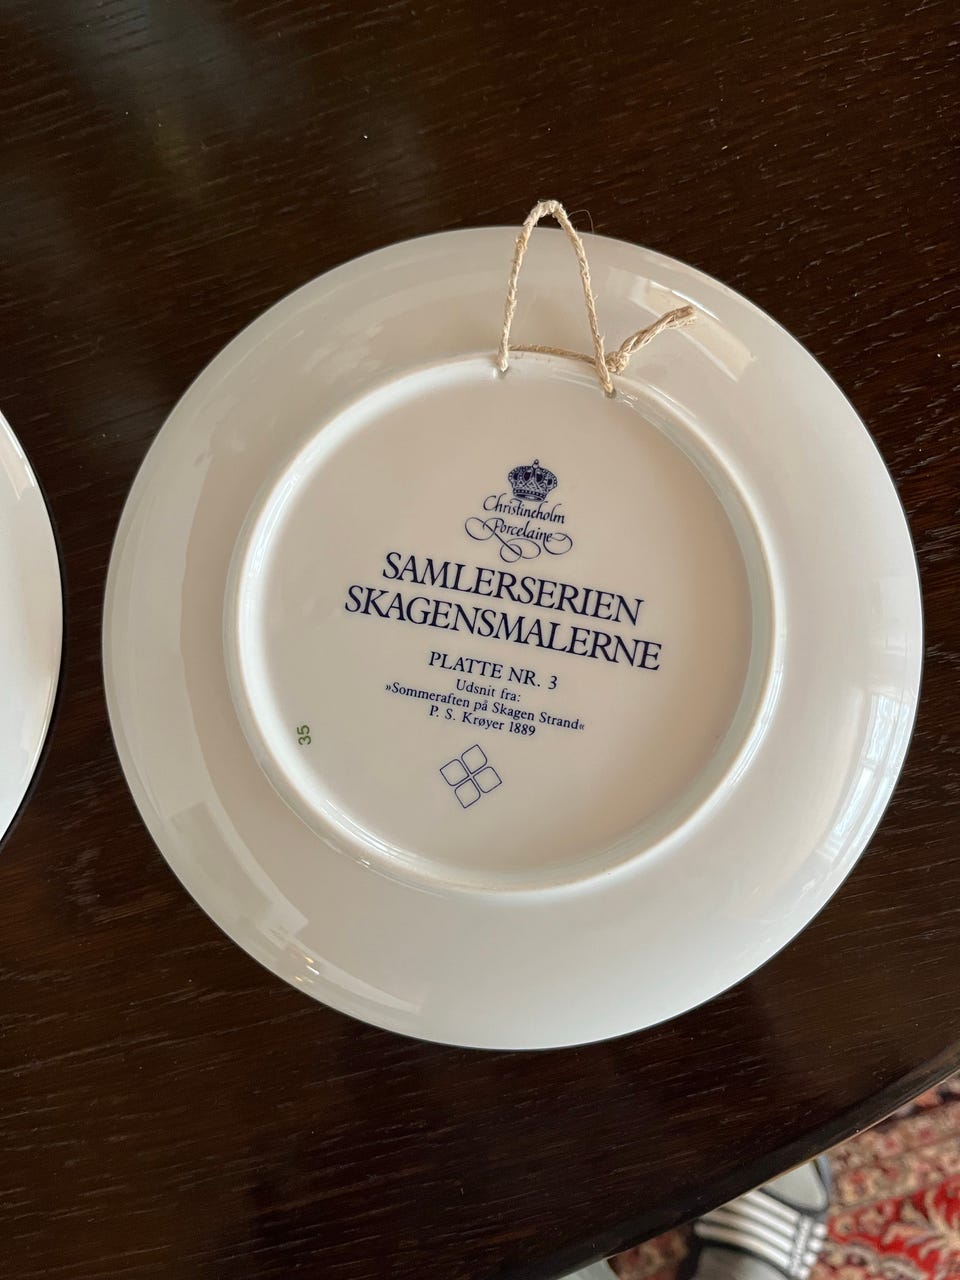 Christineholm
Porcelaine
SAMLERSERIEN
SKAGENSMALERNE
PLATTE NR. 3
Udsnit fra:
»Sommeraften på Skagen Strand«
P. S. Krøyer 1889
35